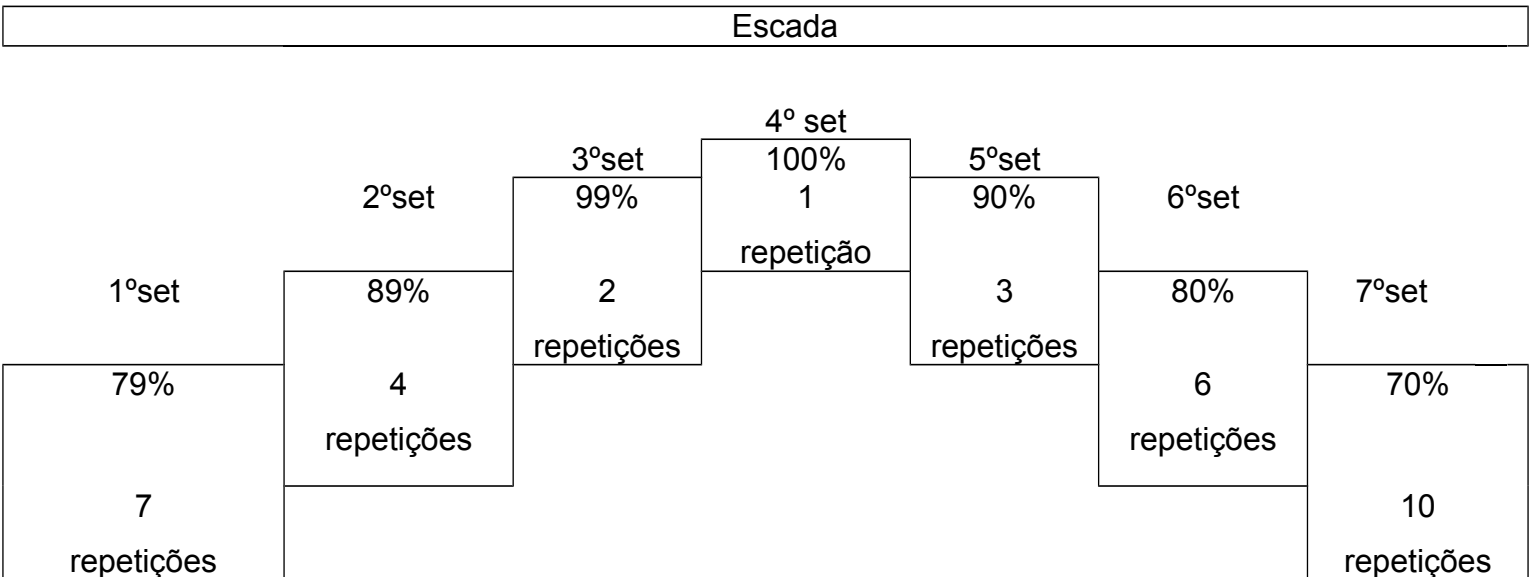 Escada
4º set
3ºset 100% 5ºset
2ºset 99% 1 90% 6ºset
repetição
1ºset 89% 2 3 80% 7ºset
repetições repetições
79% 4 6 70%
repetições repetições
7 10
repetições repetições